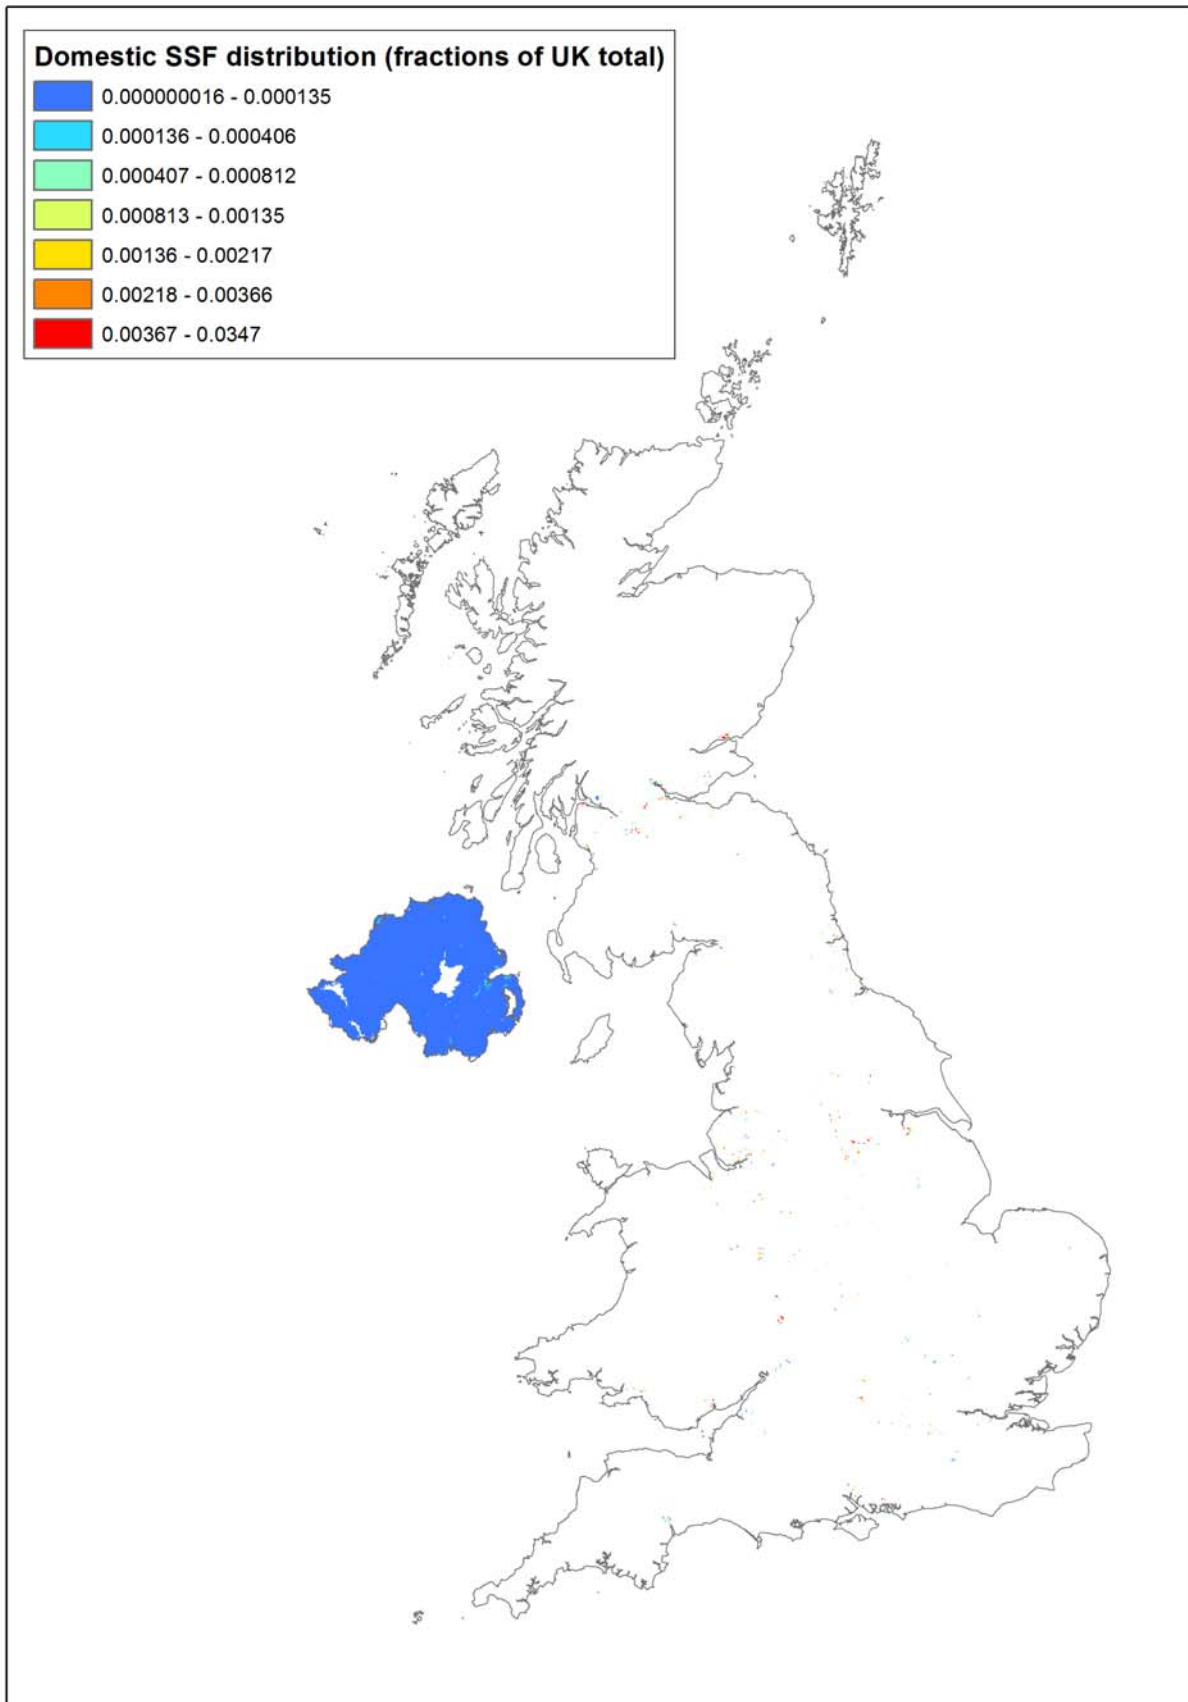 Domestic SSF distribution (fractions of UK total)
0.000000016 - 0.000135
0.000136 - 0.000406
0.000407 - 0.000812
0.000813 - 0.00135
0.00136 - 0.00217
0.00218 - 0.00366
0.00367 - 0.0347